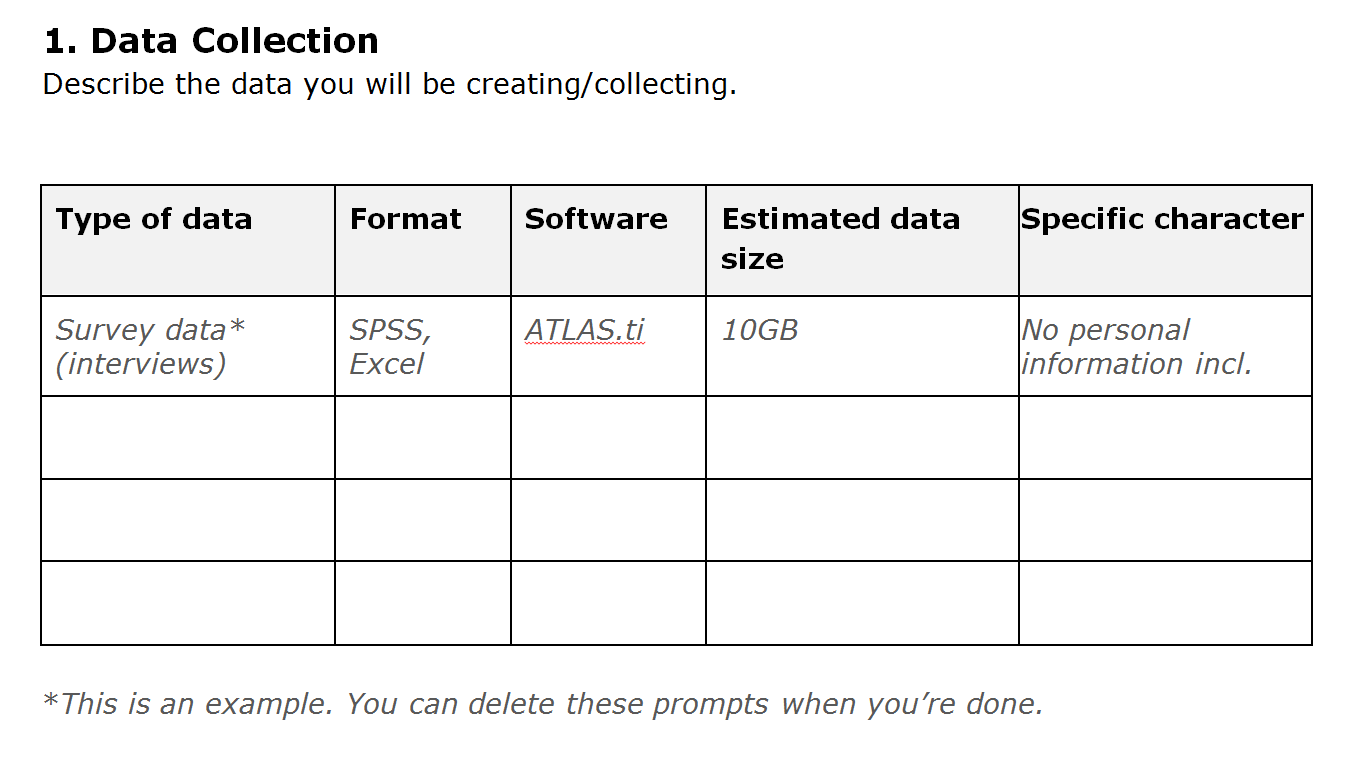 1. Data Collection
Describe the data you will be creating/collecting.
Type of data Format Software Estimated data Specific character
size
Survey data* SPSS, ATLAS.ti 10GB No personal
(interviews) Excel information incl.
*This is an example. You can delete these prompts when you’re done.